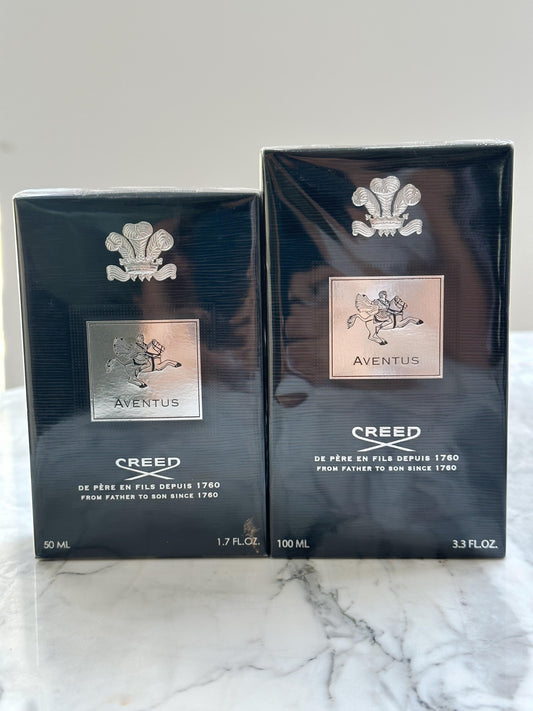 AVENTUS
CREED
DE PÈRE EN FILS DEPUIS 1760
FROM FATHER TO SON SINCE 1760
50 ML 1.7 FL.OZ.
AVENTUS
CREED
DE PÈRE EN FILS DEPUIS 1760
FROM FATHER TO SON SINCE 1760
100 ML 3.3 FL.OZ.